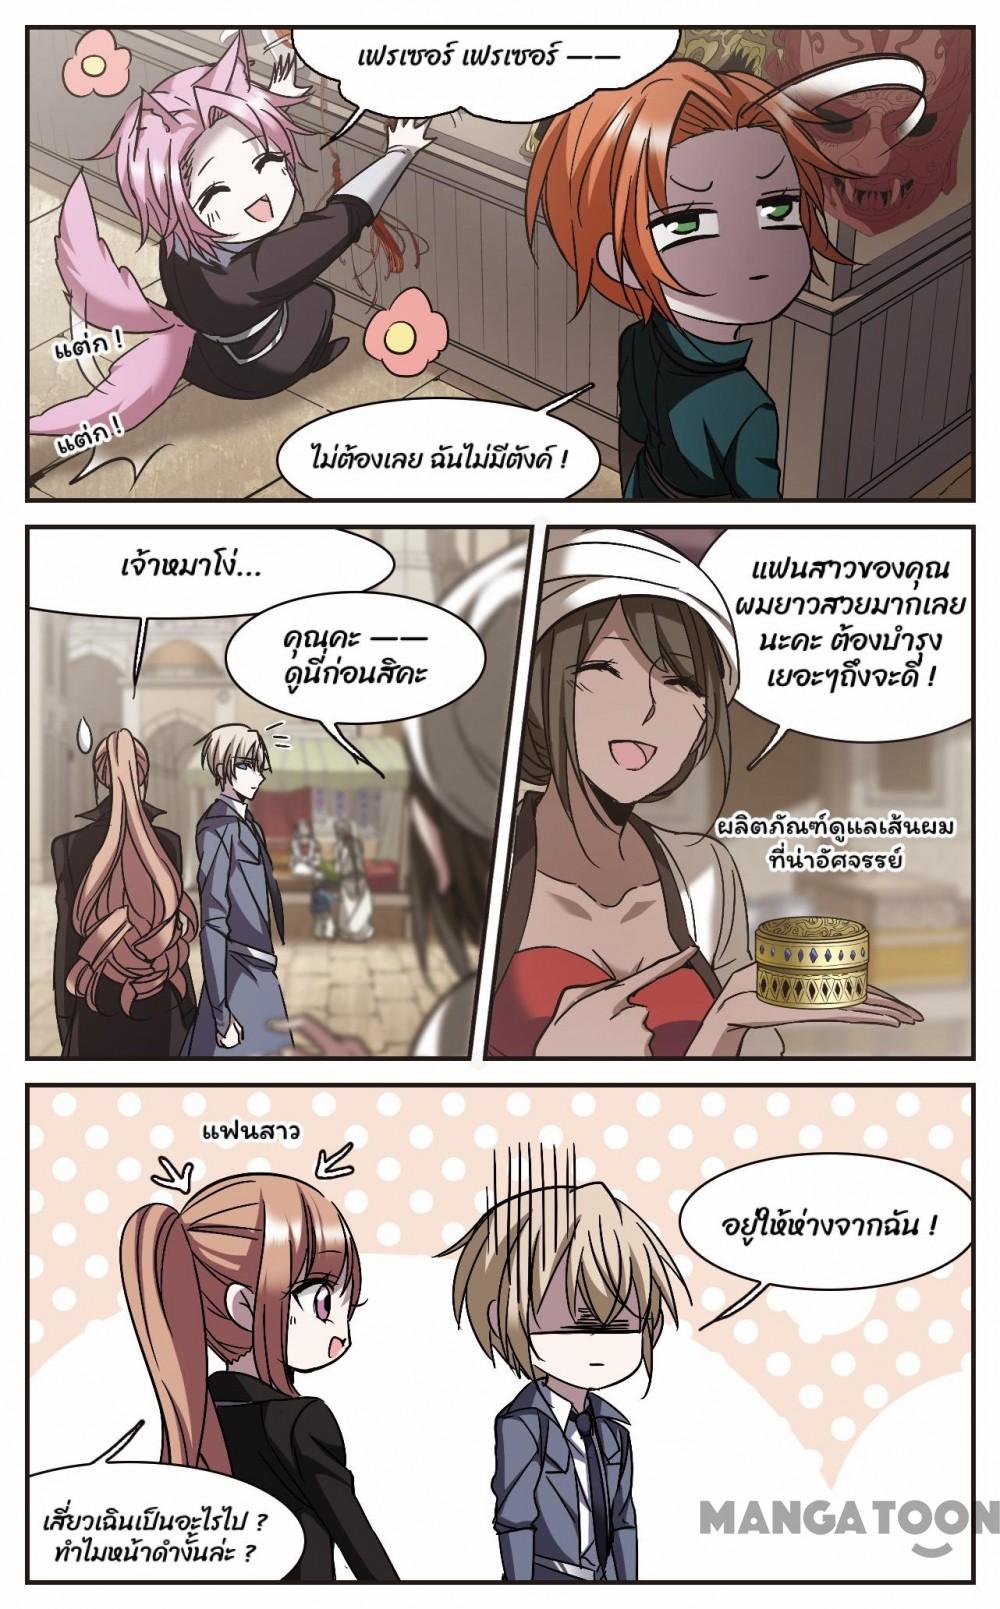 เฟรเซอร์ เฟรเซอร์ ——
แต่ก !
แต่ก !
ไม่ต้องเลย ฉันไม่มีตังค์ !
เจ้าหมาโง่...
คุณคะ ——
ดูนี่ก่อนสิคะ
แฟนสาวของคุณ
ผมยาวสวยมากเลย
นะคะ ต้องบำรุง
เยอะๆถึงจะดี !
ผลิตภัณฑ์ดูแลเส้นผม
ที่น่าอัศจรรย์
แฟนสาว
อยู่ให้ห่างจากฉัน !
เสี่ยวเฉินเป็นอะไรไป ?
ทำไมหน้าดำงั้นล่ะ ?
MANGATOON